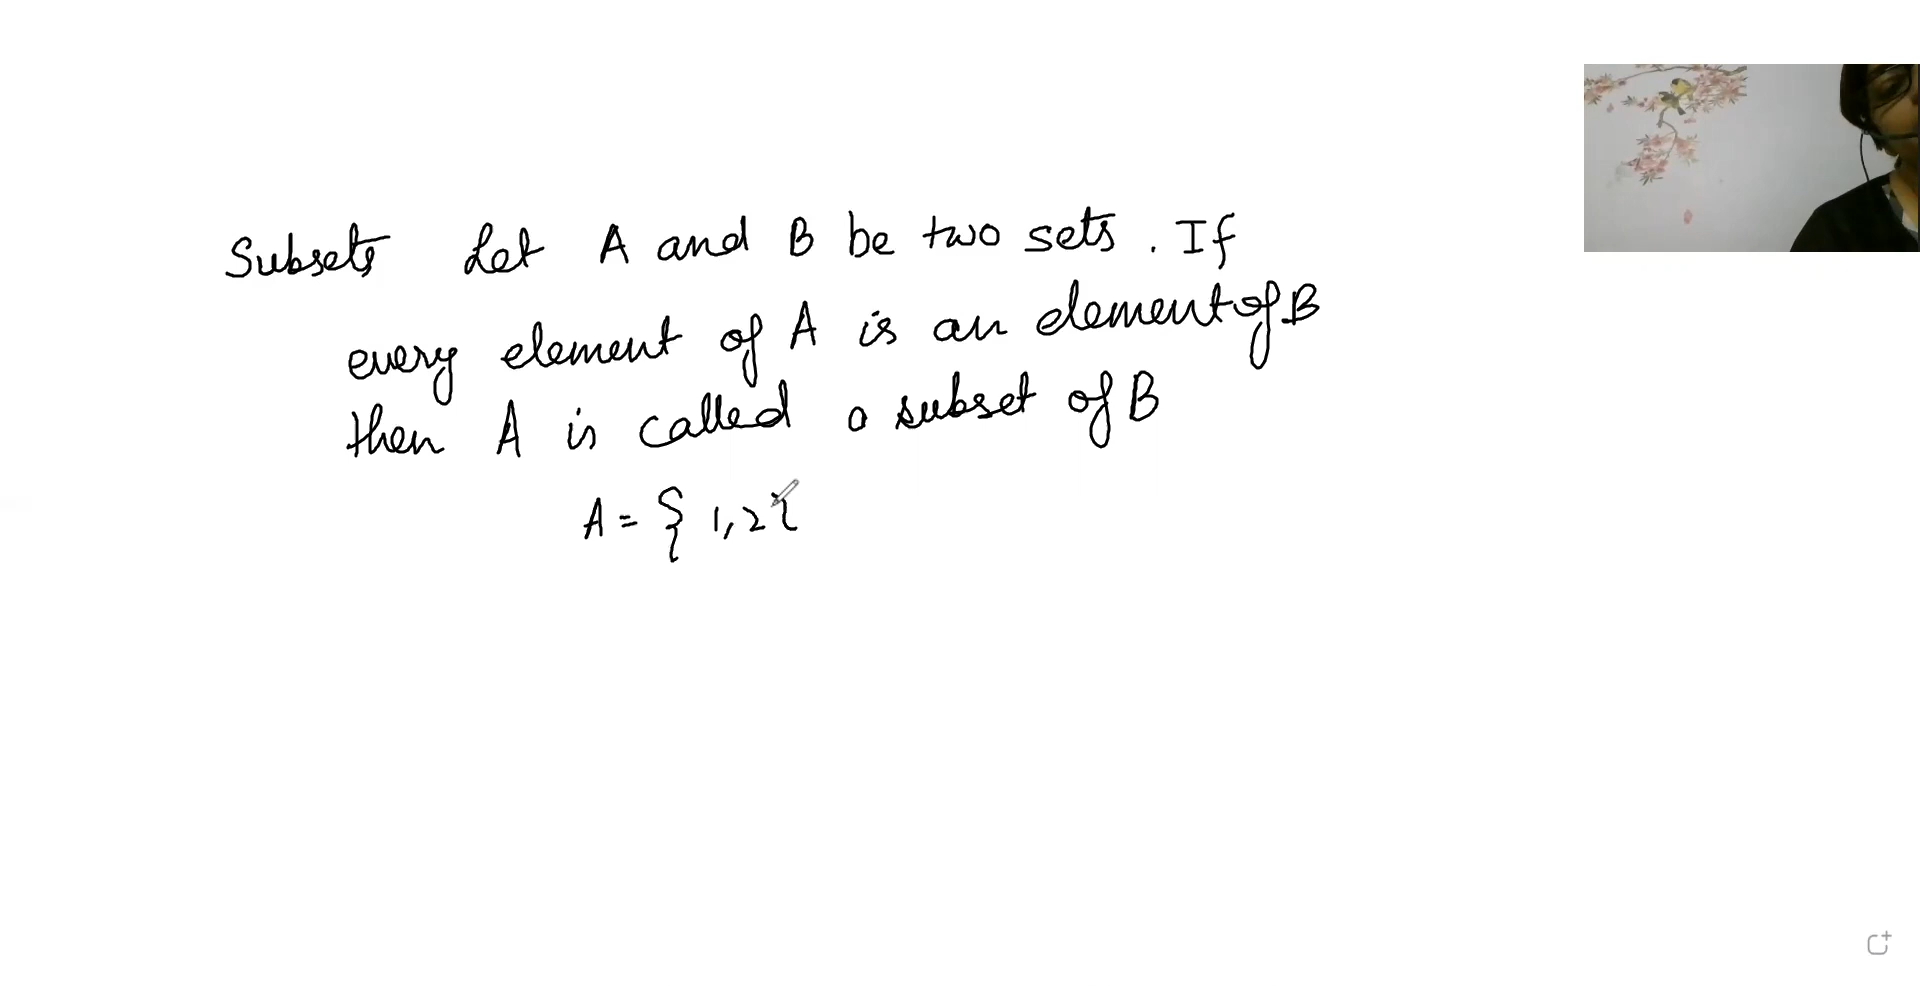 Subsets Let A and B be two sets. If
every element of A is an element of B
then A is called a subset of B
A = { 1, 2 }